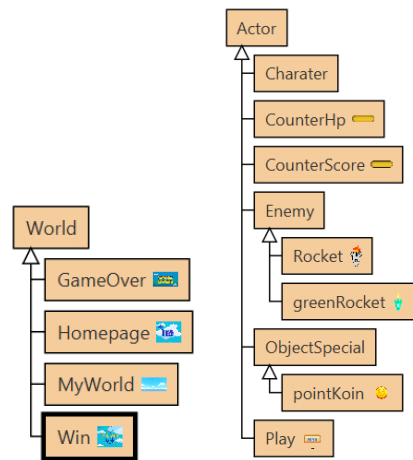 World
GameOver
Homepage
MyWorld
Win
Actor
Charater
CounterHp
CounterScore
Enemy
Rocket
greenRocket
ObjectSpecial
pointKoin
Play